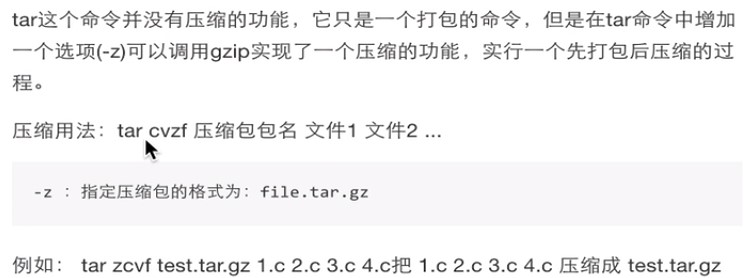 tar这个命令并没有压缩的功能，它只是一个打包的命令，但是在tar命令中增加
一个选项(-z)可以调用gzip实现了一个压缩的功能，实行一个先打包后压缩的过
程。
压缩用法：tar cvzf 压缩包包名 文件1 文件2 ...
-z ：指定压缩包的格式为：file.tar.gz
例如： tar zcvf test.tar.gz 1.c 2.c 3.c 4.c把 1.c 2.c 3.c 4.c 压缩成 test.tar.gz